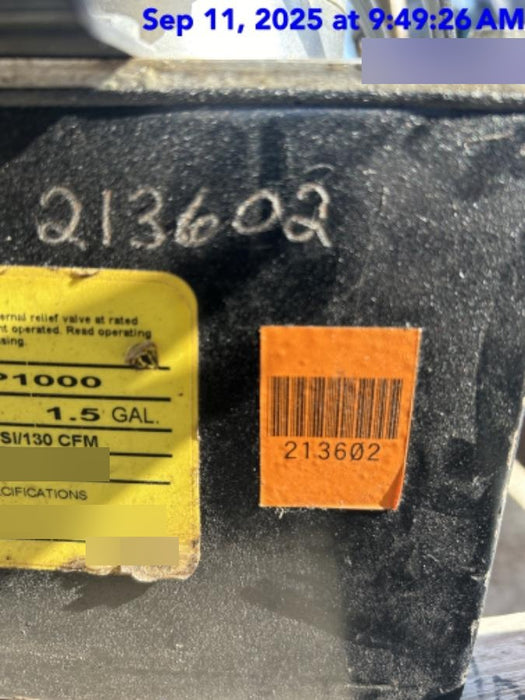 Sep 11, 2025 at 9:49:26 AM
213602
ernal relief valve at rated
nt operated. Read operating
sing.
P1000
1.5 GAL.
SI/130 CFM
CIFICATIONS
213602